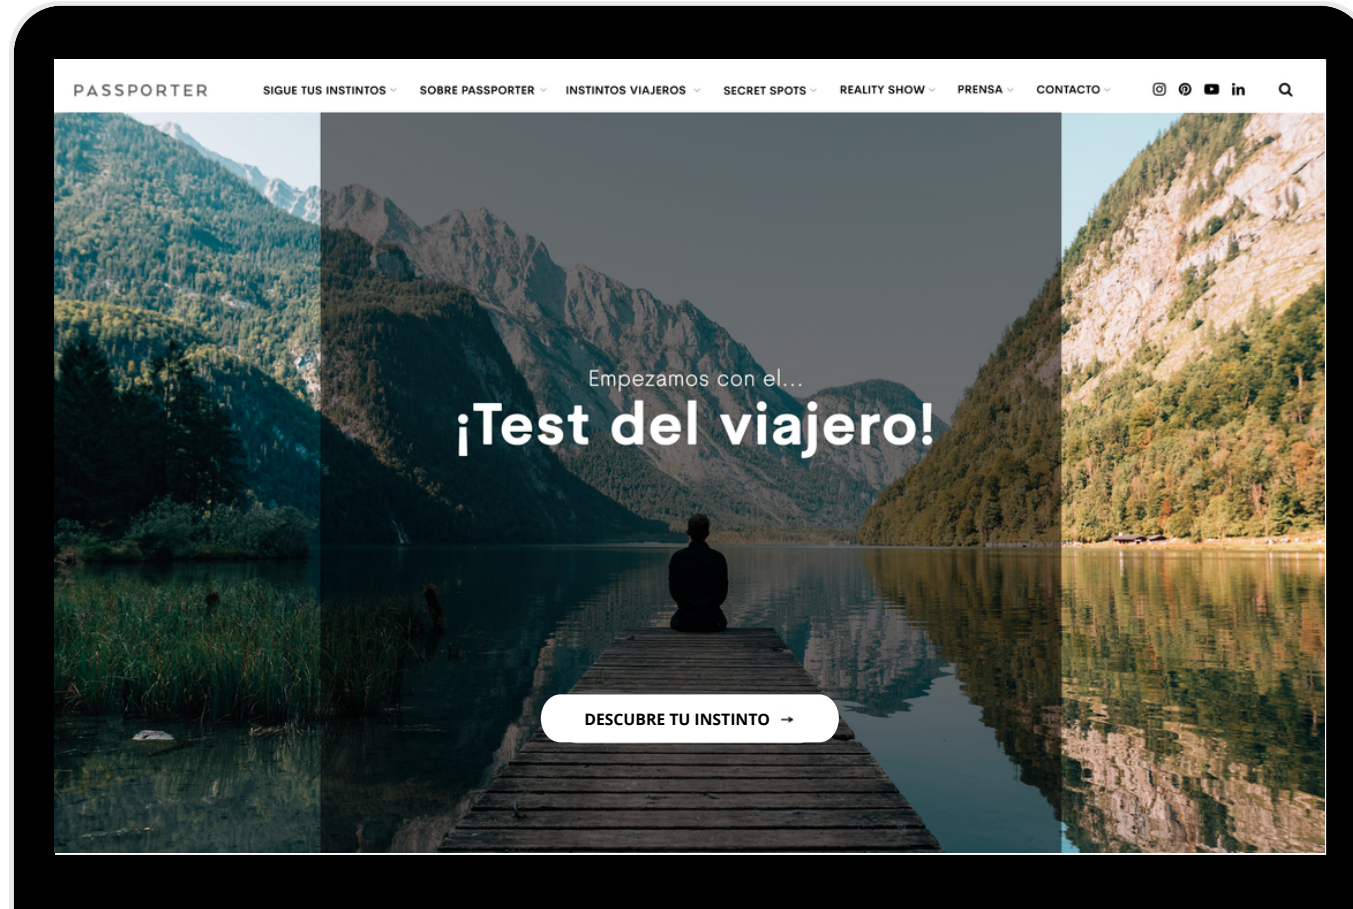 PASSPORTER
SIGUE TUS INSTINTOS
SOBRE PASSPORTER
INSTINTOS VIAJEROS
SECRET SPOTS
REALITY SHOW
PRENSA
CONTACTO
Empezamos con el...
¡Test del viajero!
DESCUBRE TU INSTINTO →